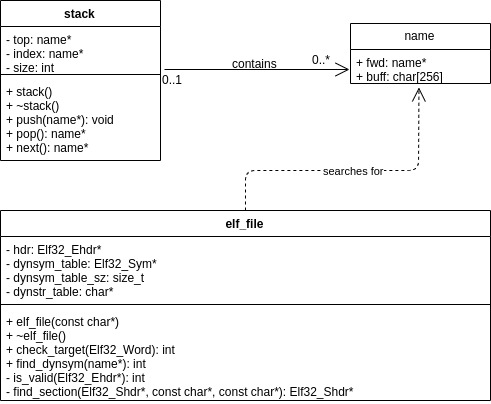 stack
- top: name*
- index: name*
- size: int
+ stack()
+ ~stack()
+ push(name*): void
+ pop(): name*
+ next(): name*
contains
0..1
0..*
name
+ fwd: name*
+ buff: char[256]
searches for
elf_file
- hdr: Elf32_Ehdr*
- dynsym_table: Elf32_Sym*
- dynsym_table_sz: size_t
- dynstr_table: char*
+ elf_file(const char*)
+ ~elf_file()
+ check_target(Elf32_Word): int
+ find_dynsym(name*): int
- is_valid(Elf32_Ehdr*): int
- find_section(Elf32_Shdr*, const char*, const char*): Elf32_Shdr*